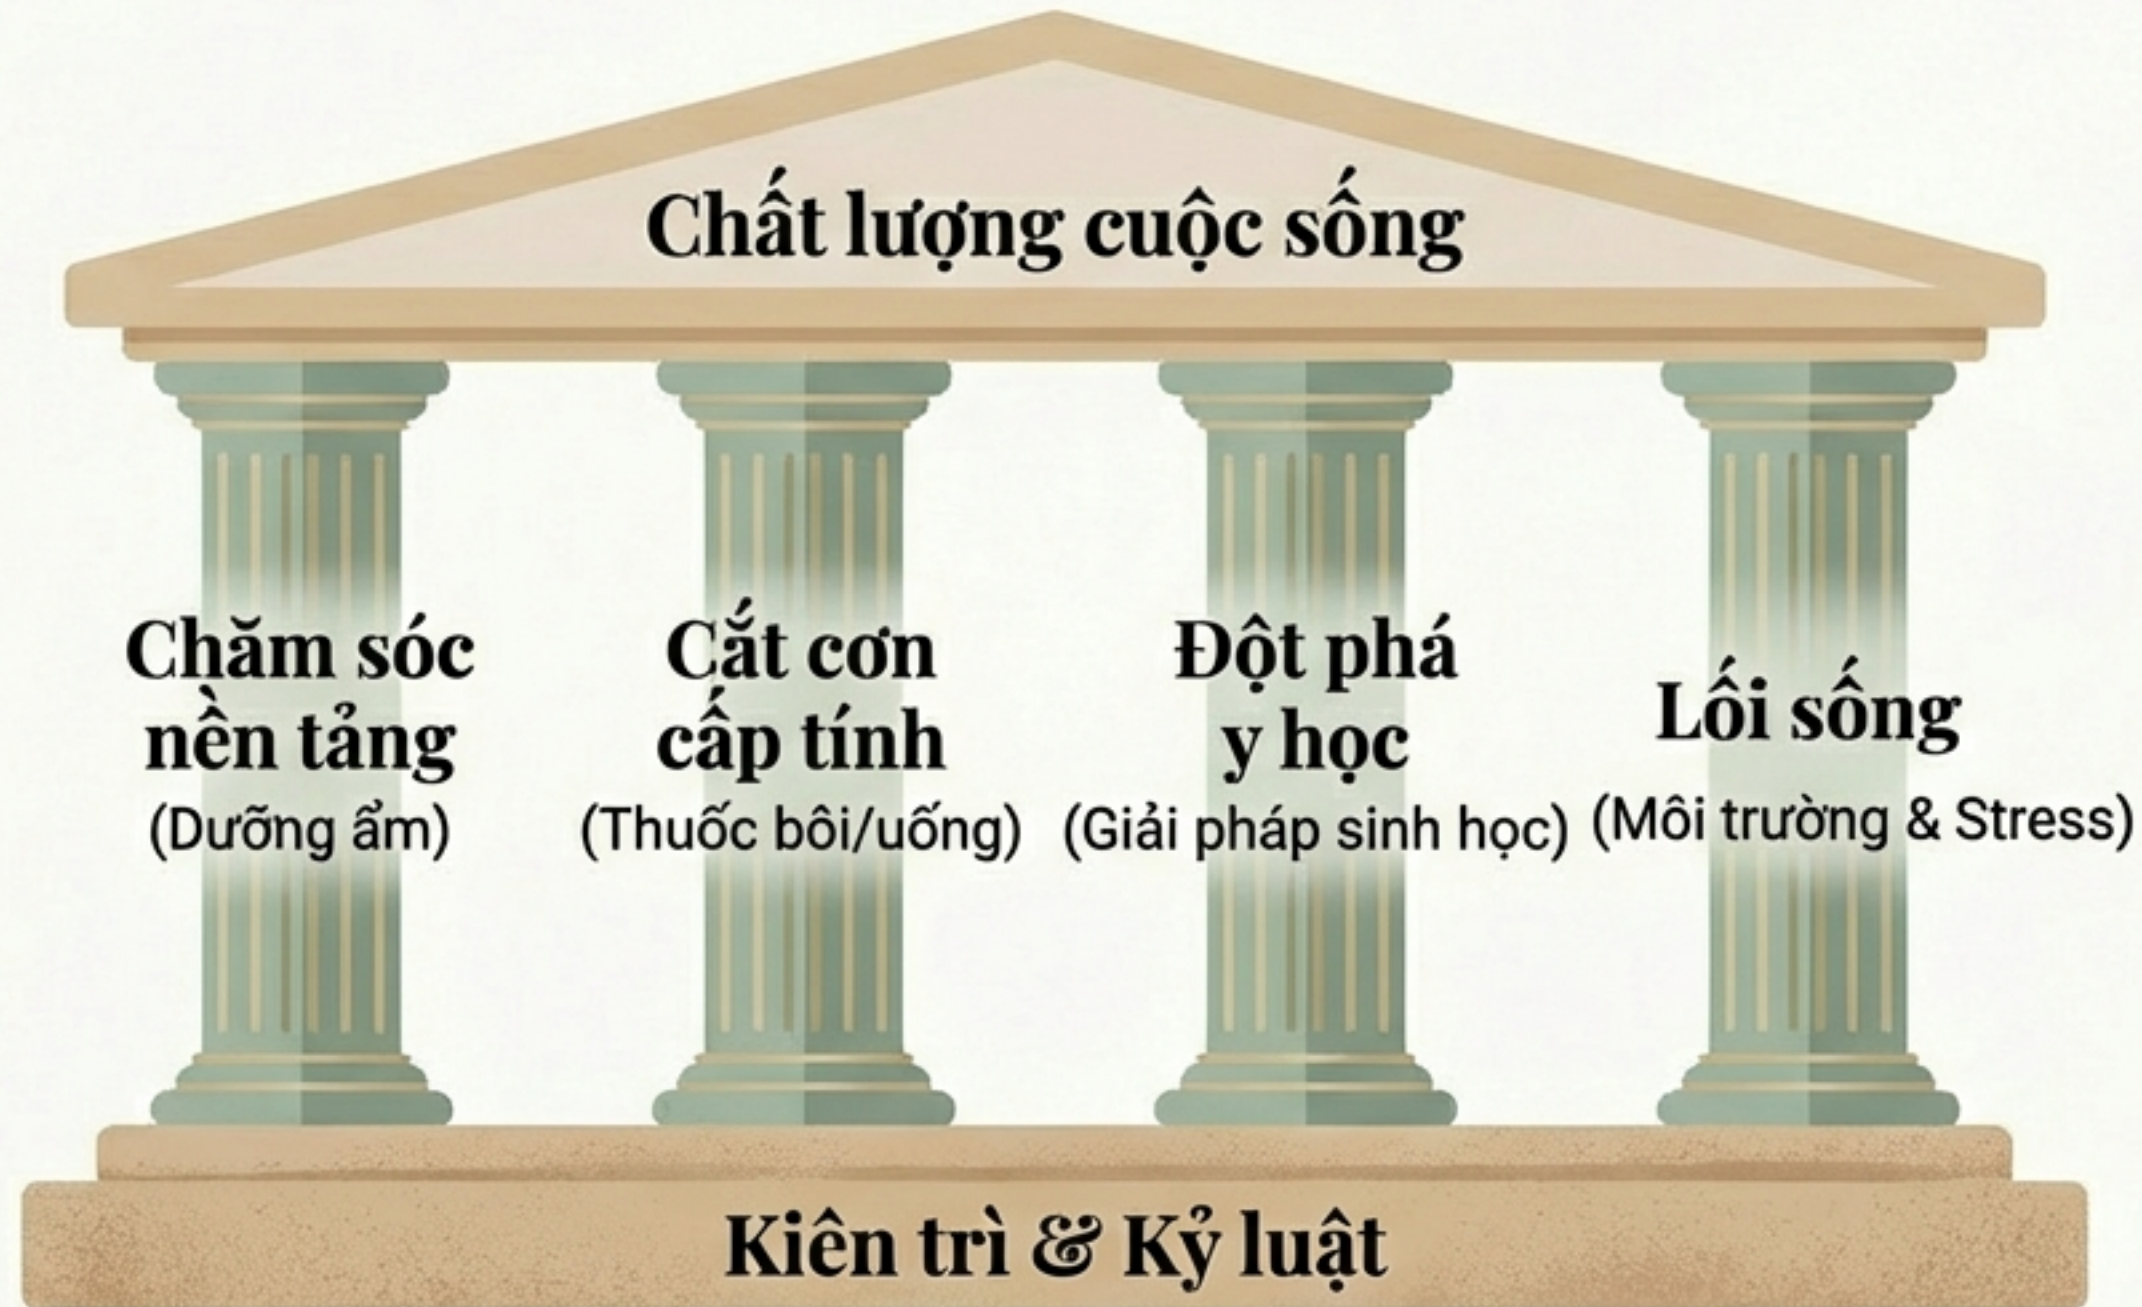 Chất lượng cuộc sống
Chăm sóc
nền tảng
(Dưỡng ẩm)
Cắt cơn
cấp tính
(Thuốc bôi/uống)
Đột phá
y học
(Giải pháp sinh học)
Lối sống
(Môi trường & Stress)
Kiên trì & Kỷ luật